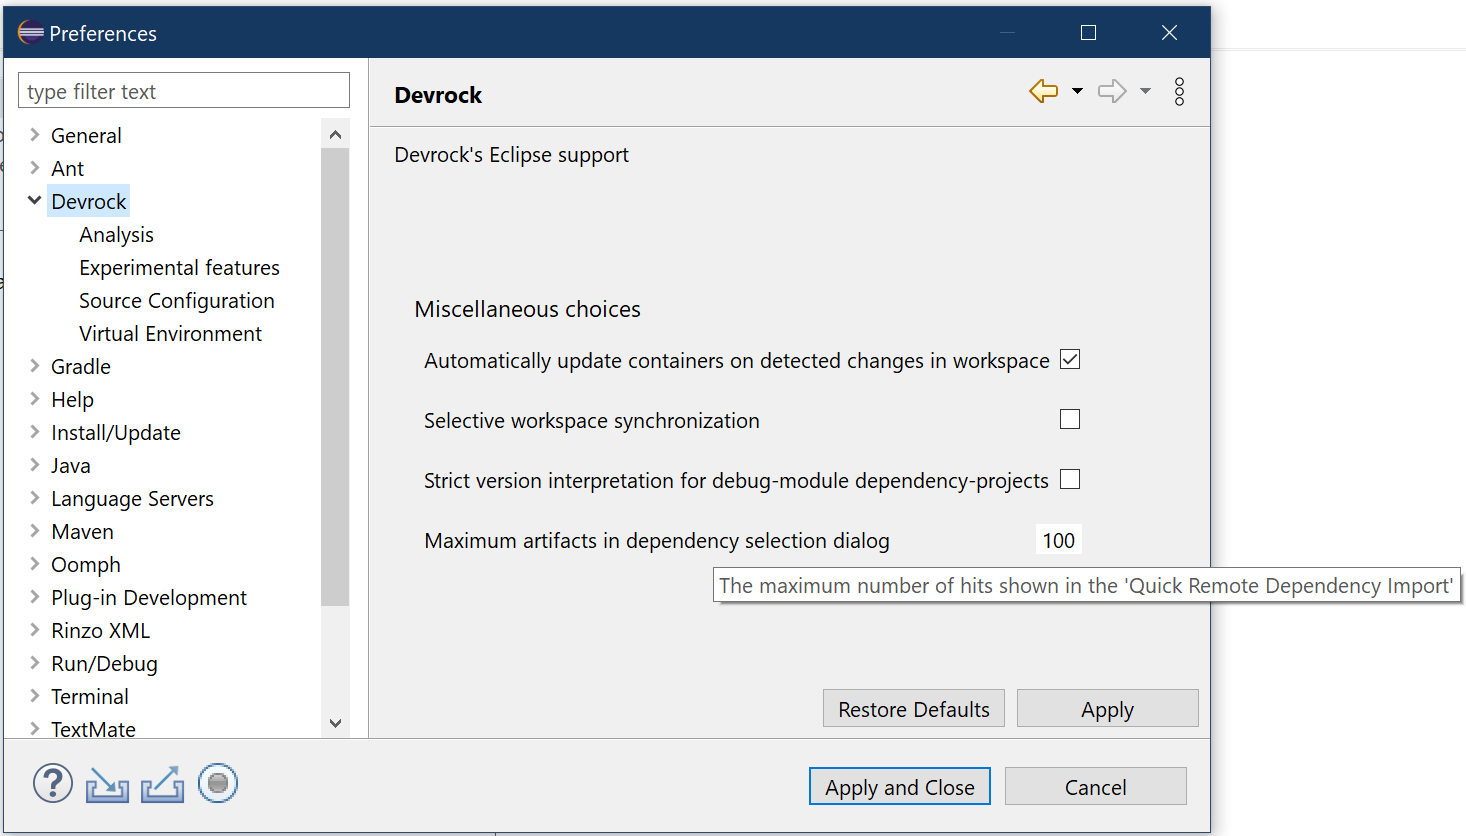 Preferences
type filter text
General
Ant
Devrock
Analysis
Experimental features
Source Configuration
Virtual Environment
Gradle
Help
Install/Update
Java
Language Servers
Maven
Oomph
Plug-in Development
Rinzo XML
Run/Debug
Terminal
TextMate
Devrock
Devrock's Eclipse support
Miscellaneous choices
Automatically update containers on detected changes in workspace
Selective workspace synchronization
Strict version interpretation for debug-module dependency-projects
Maximum artifacts in dependency selection dialog 100
The maximum number of hits shown in the 'Quick Remote Dependency Import'
Restore Defaults Apply
Apply and Close Cancel